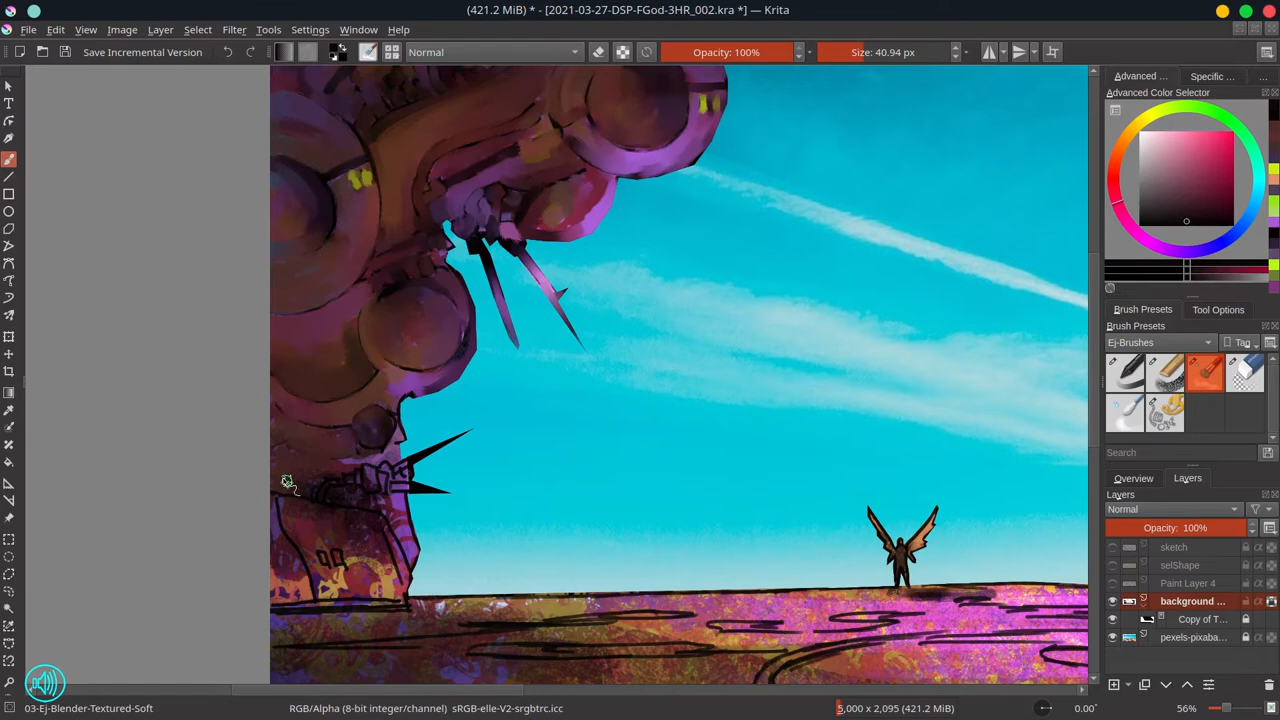 (421.2 MiB) * - [2021-03-27-DSP-FGod-3HR_002.kra *] — Krita
File Edit View Image Layer Select Filter Tools Settings Window Help
Save Incremental Version Normal Opacity: 100% Size: 40.94 px
Advanced ... Specific ... ...
Advanced Color Selector
Brush Presets Tool Options
Brush Presets
Ej-Brushes Tag
Search
Overview Layers
Layers
Normal
Opacity: 100%
sketch
selShape
Paint Layer 4
background ...
Copy of T...
pexels-pixaba...
03-Ej-Blender-Textured-Soft RGB/Alpha (8-bit integer/channel) sRGB-elle-V2-srgbtrc.icc 5,000 x 2,095 (421.2 MiB) 0.00° 56%